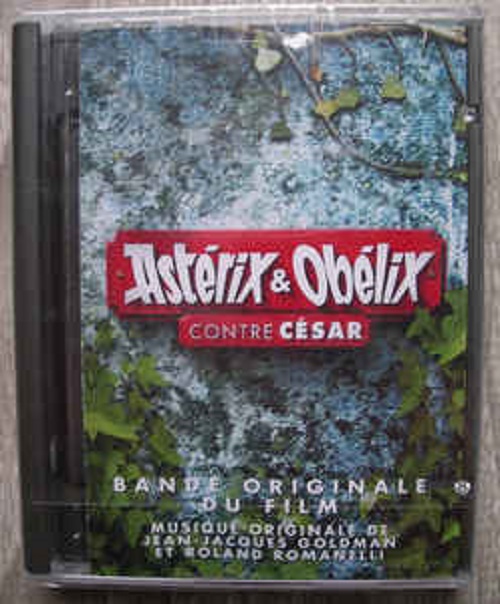 Astérix & Obélix
CONTRE CÉSAR
BANDE ORIGINALE
DU FILM
MUSIQUE ORIGINALE DE
JEAN-JACQUES GOLDMAN
ET ROLAND ROMANELLI